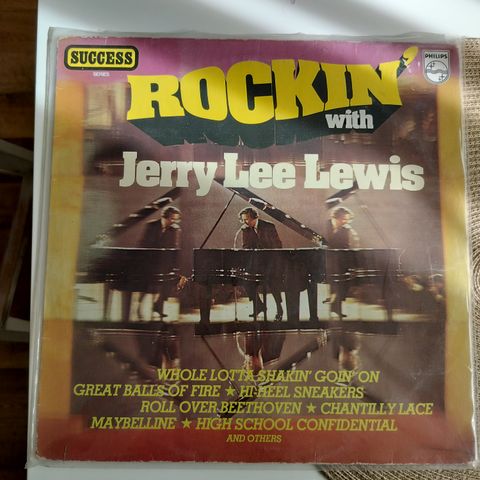 SUCCESS
SERIES
PHILIPS
ROCKIN'
with
Jerry Lee Lewis
WHOLE LOTTA SHAKIN' GOIN' ON
GREAT BALLS OF FIRE ★ HI-HEEL SNEAKERS
ROLL OVER BEETHOVEN ★ CHANTILLY LACE
MAYBELLINE ★ HIGH SCHOOL CONFIDENTIAL
AND OTHERS